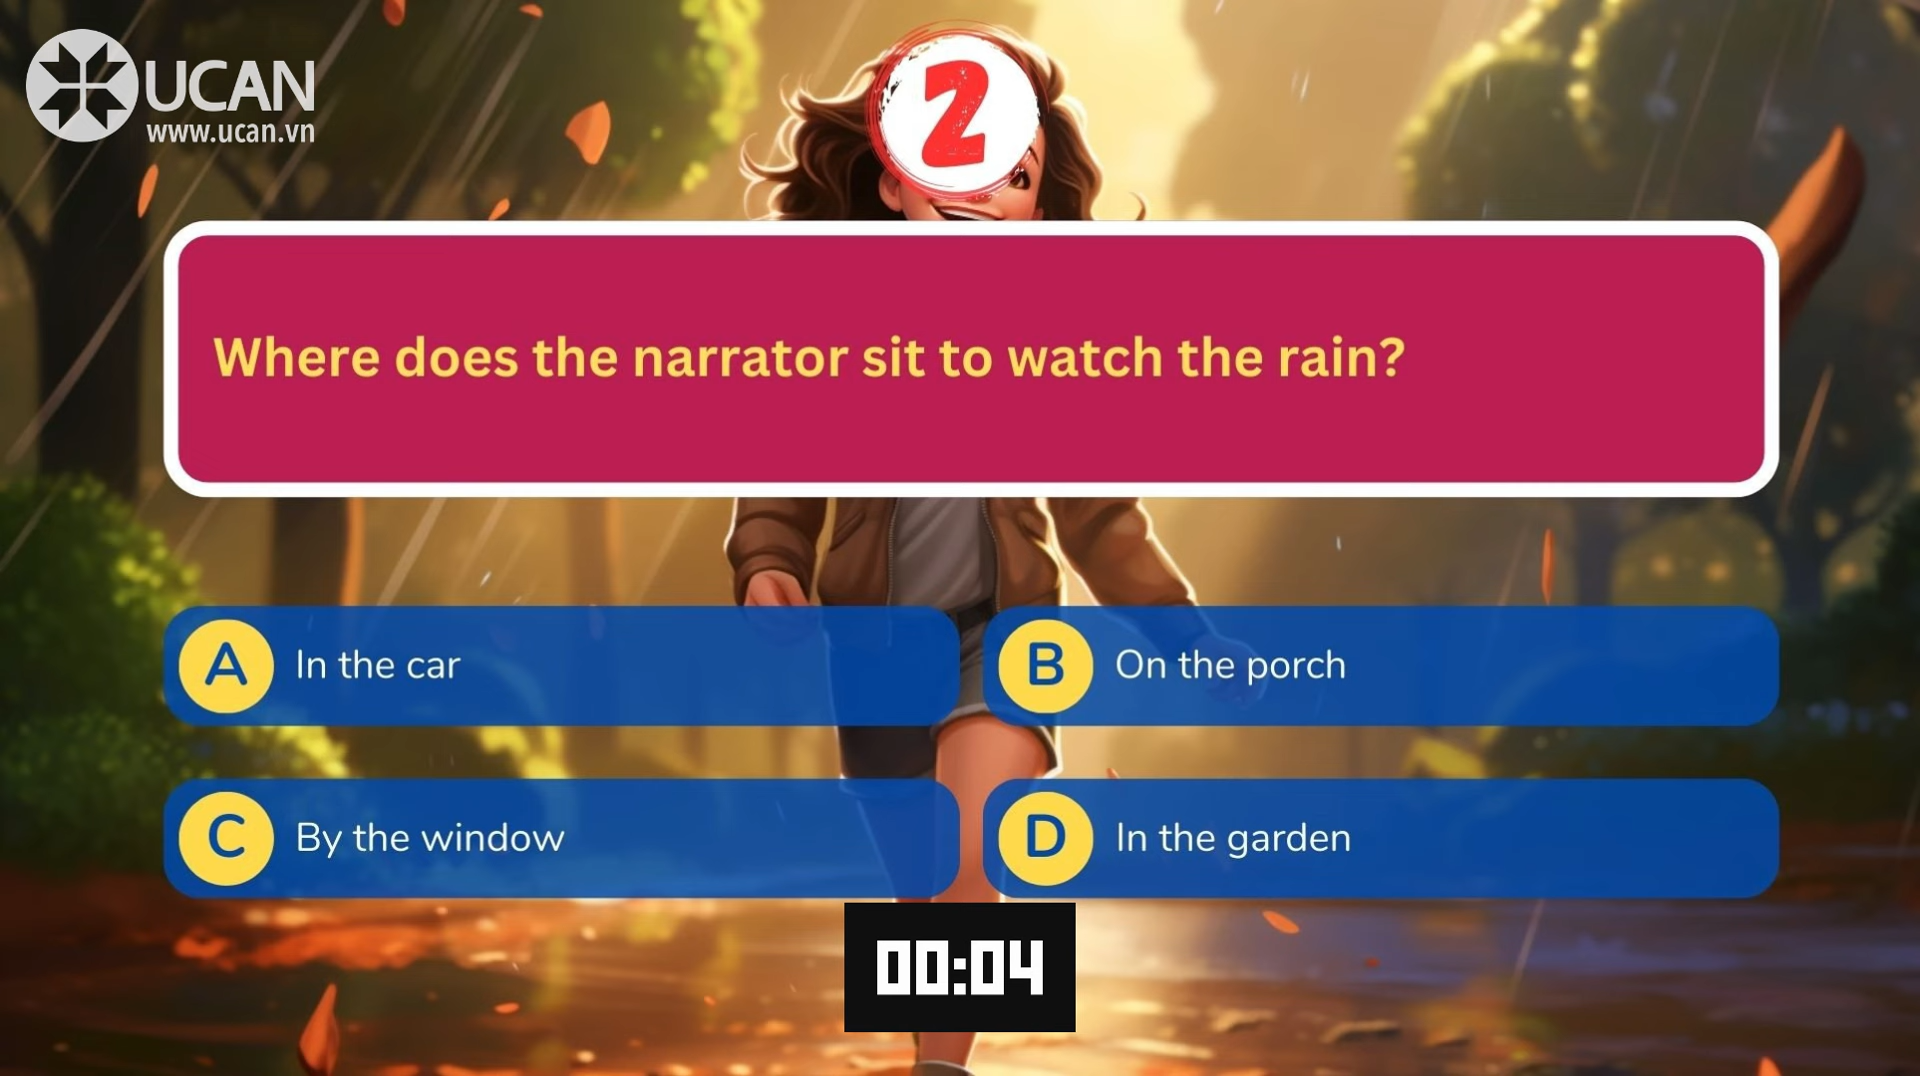 UCAN
www.ucan.vn
2
Where does the narrator sit to watch the rain?
A In the car
B On the porch
C By the window
D In the garden
00:04